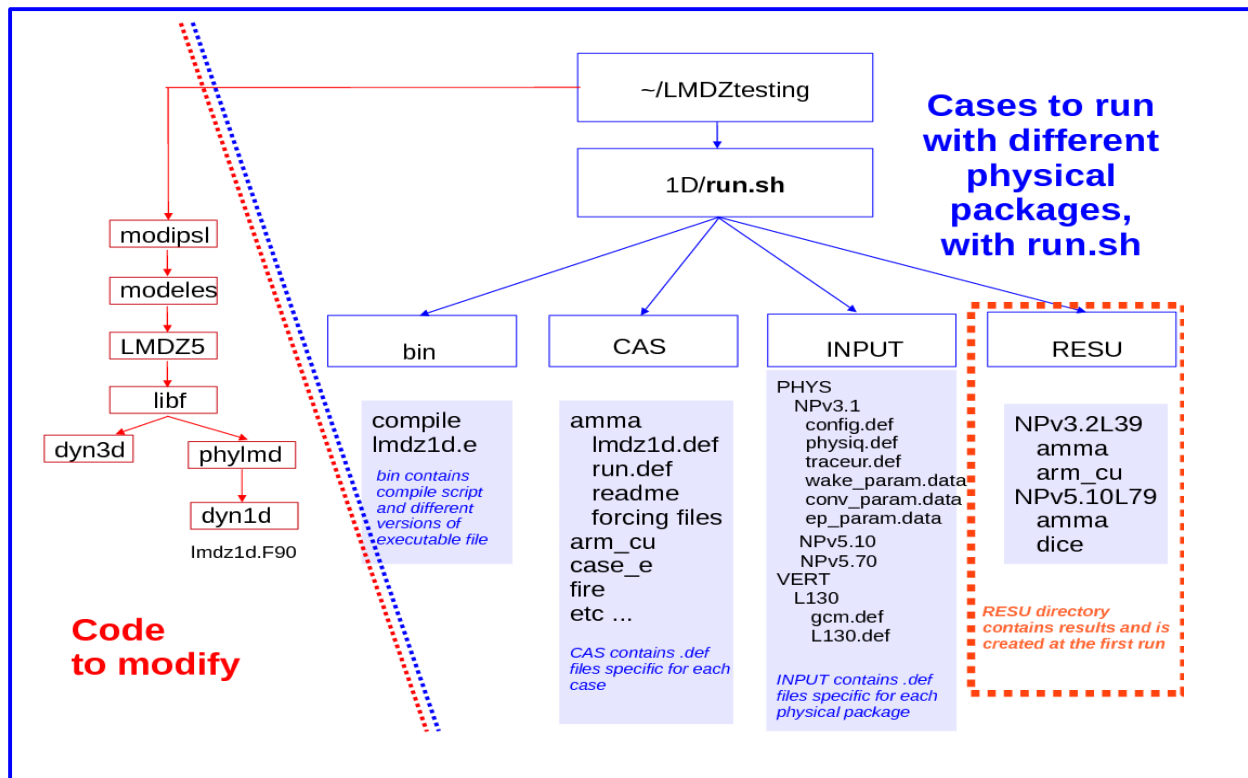 ~/LMDZtesting
Cases to run
with different
physical
packages,
with run.sh
1D/run.sh
modipsl
modeles
LMDZ5
libf
dyn3d
phylmd
dyn1d
lmdz1d.F90
Code
to modify
bin
compile
lmdz1d.e
bin contains
compile script
and different
versions of
executable file
CAS
amma
lmdz1d.def
run.def
readme
forcing files
arm_cu
case_e
fire
etc ...
CAS contains .def
files specific for each
case
INPUT
PHYS
NPv3.1
config.def
physiq.def
traceur.def
wake_param.data
conv_param.data
ep_param.data
NPv5.10
NPv5.70
VERT
L130
gcm.def
L130.def
INPUT contains .def
files specific for each
physical package
RESU
NPv3.2L39
amma
arm_cu
NPv5.10L79
amma
dice
RESU directory
contains results and is
created at the first run